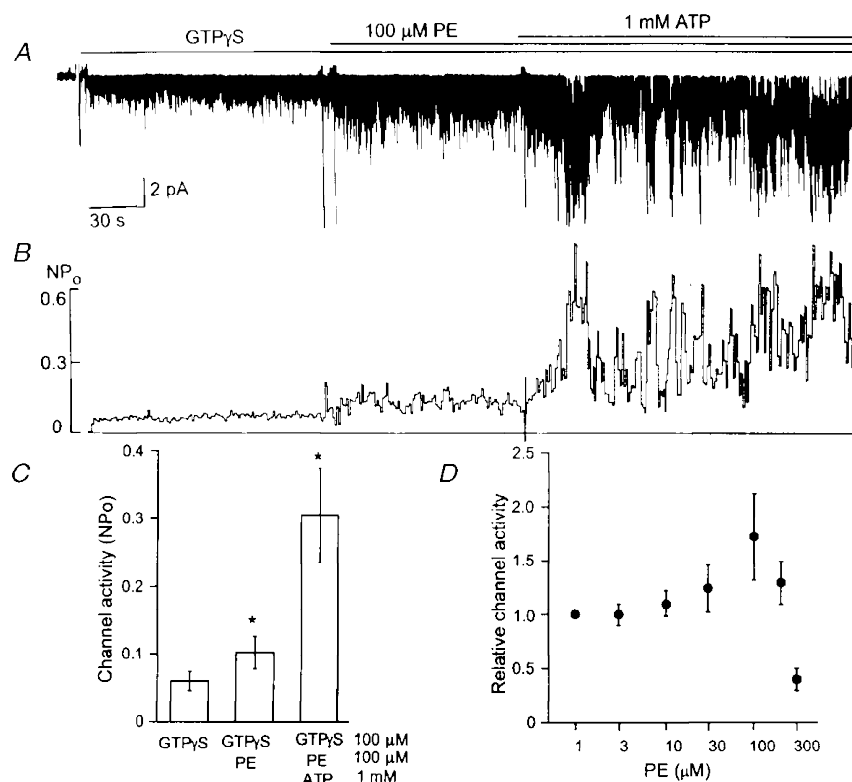 GTPγS
100 μM PE
1 mM ATP
A
2 pA
30 s
B
NPo
0.6
0.3
0
C
Channel activity (NPo)
0.4
0.3
0.2
0.1
0
*
*
GTPγS
GTPγS
PE
GTPγS
PE
ATP
100 μM
100 μM
1 mM
D
Relative channel activity
2.5
2.0
1.5
1.0
0.5
0
1 3 10 30 100 300
PE (μM)